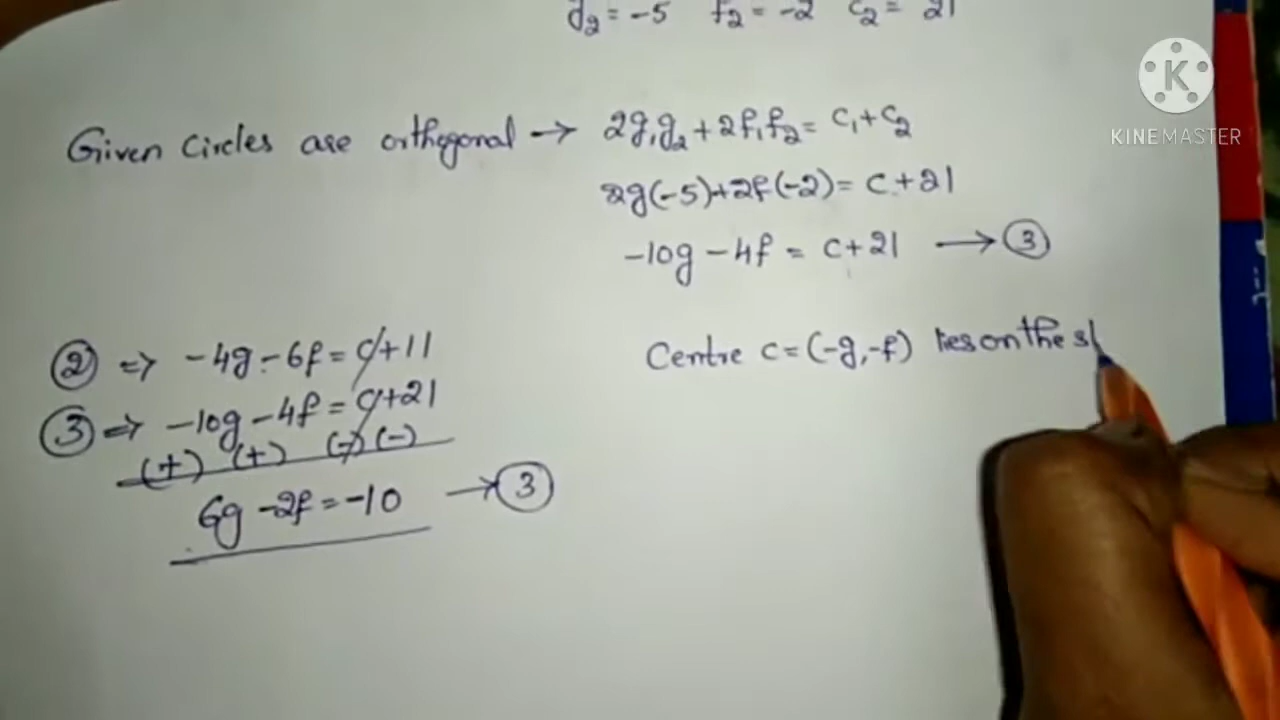 g₂ = -5 f₂ = -2 c₂ = 21
KINEMASTER
Given Circles are orthogonal → 2g₁g₂ + 2f₁f₂ = c₁ + c₂
2g(-5) + 2f(-2) = c + 21
-10g - 4f = c + 21 → ③
② ⇒ -4g - 6f = c + 11
③ ⇒ -10g - 4f = c + 21
(+) (+) (-) (-)
6g - 2f = -10 → ③
Centre c = (-g, -f) lies on the s